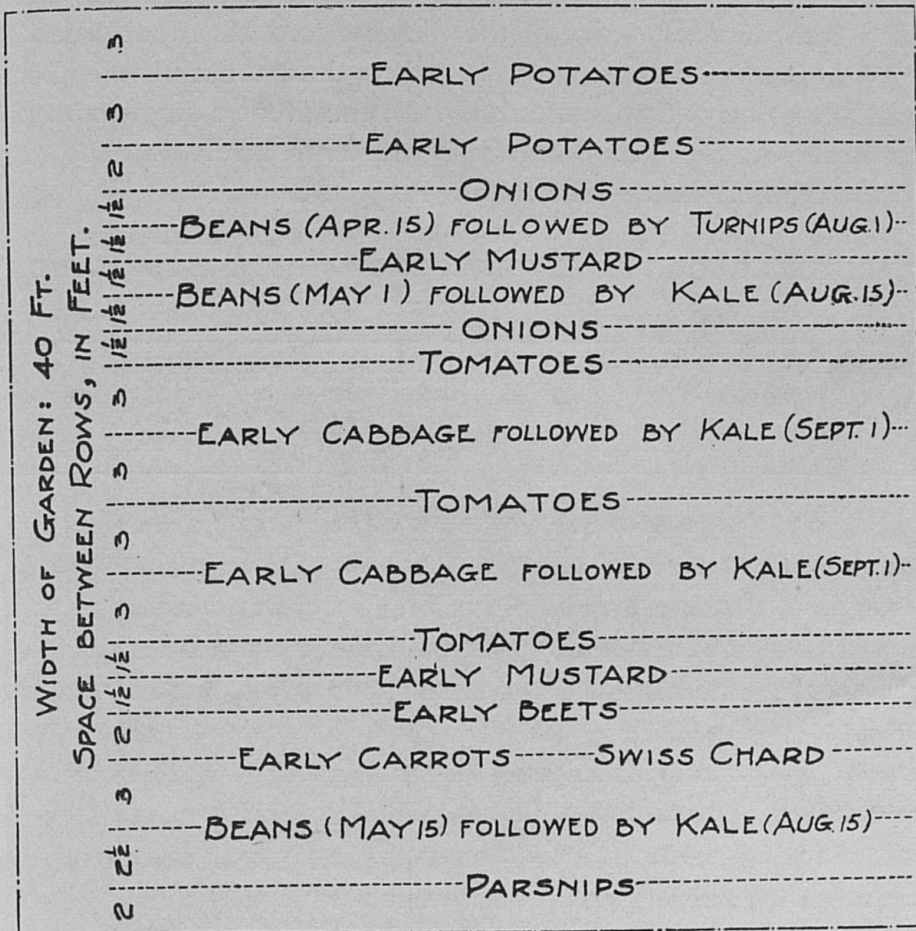 WIDTH OF GARDEN: 40 FT.
SPACE BETWEEN ROWS, IN FEET.
3
EARLY POTATOES
3
EARLY POTATOES
2
ONIONS
1½
BEANS (APR. 15) FOLLOWED BY TURNIPS (AUG. 1)
1½
EARLY MUSTARD
1½
BEANS (MAY 1) FOLLOWED BY KALE (AUG. 15)
1½
ONIONS
1½
TOMATOES
3
EARLY CABBAGE FOLLOWED BY KALE (SEPT. 1)
3
TOMATOES
3
EARLY CABBAGE FOLLOWED BY KALE (SEPT. 1)
3
TOMATOES
1½
EARLY MUSTARD
1½
EARLY BEETS
2
EARLY CARROTS SWISS CHARD
3
BEANS (MAY 15) FOLLOWED BY KALE (AUG. 15)
2½
PARSNIPS
2